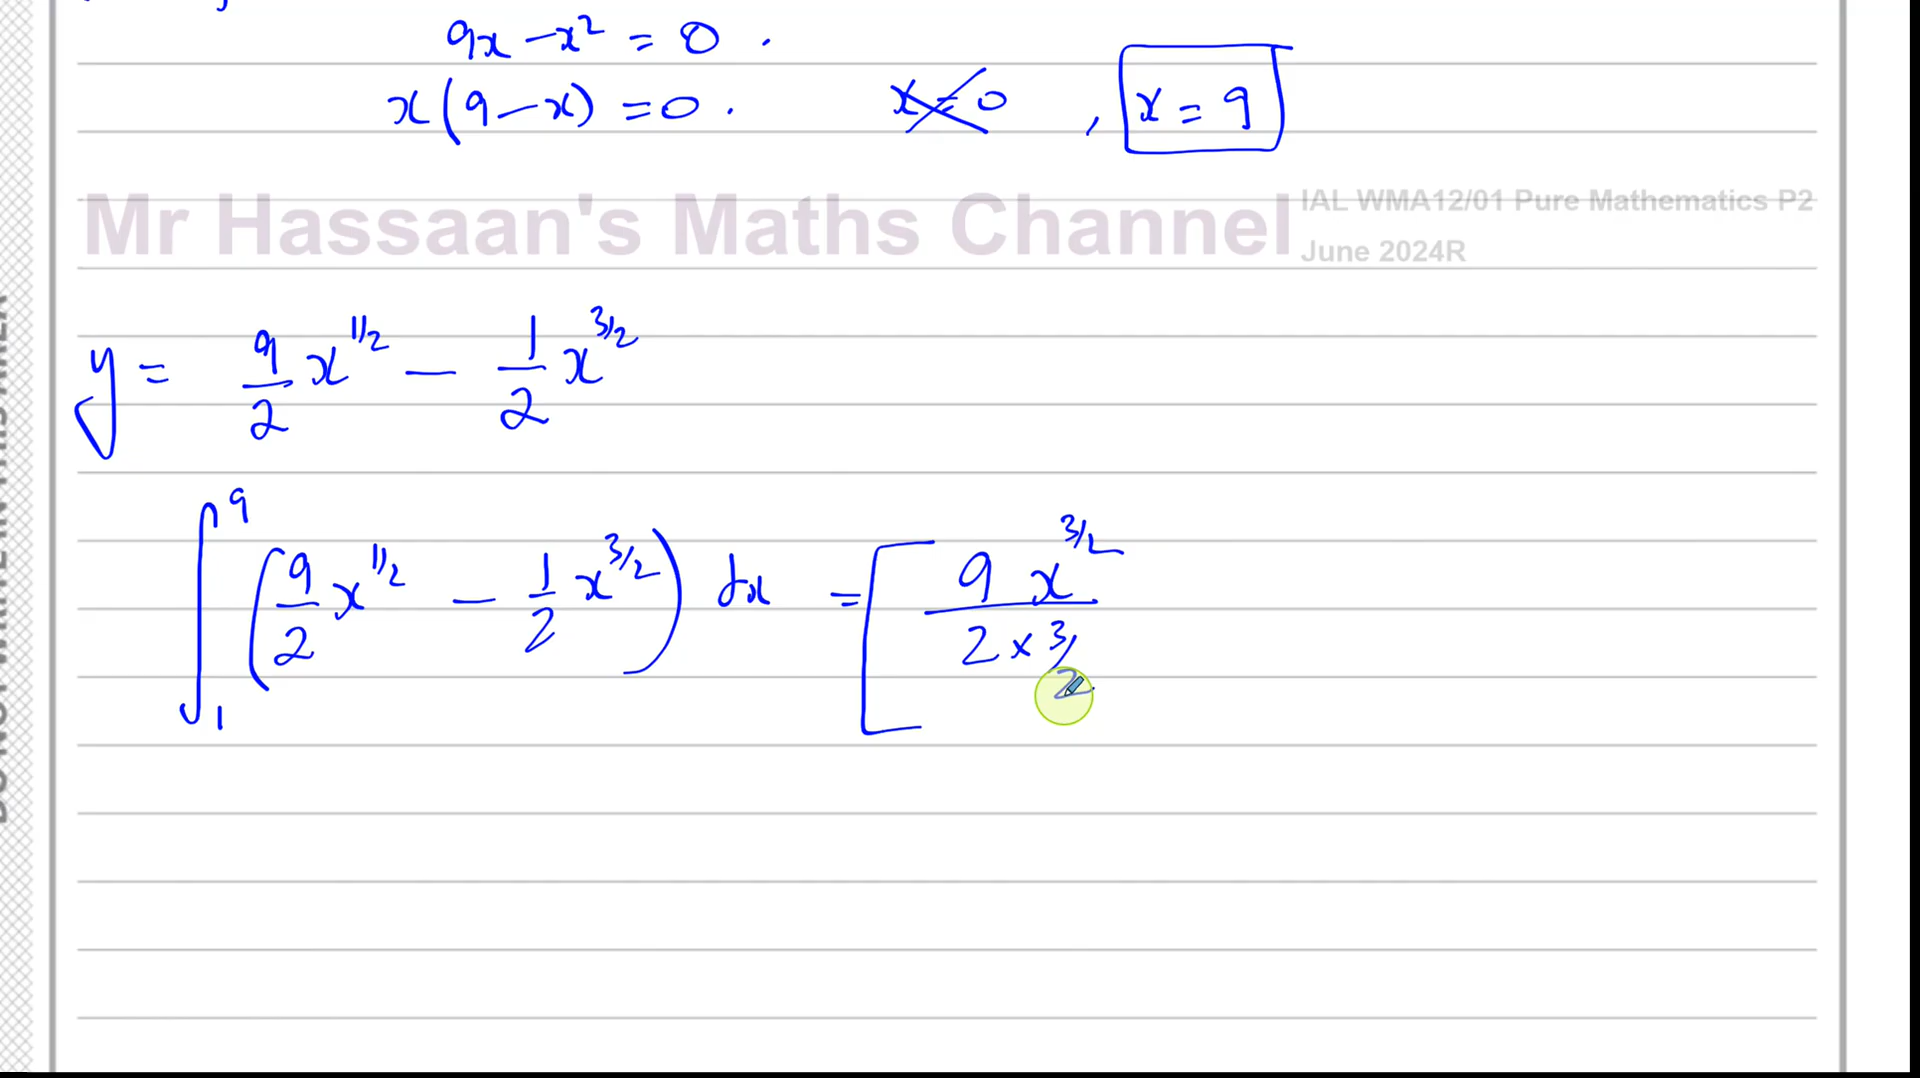 9x - x² = 0 .
x(9 - x) = 0 . x = 0 , x = 9
Mr Hassaan's Maths Channel
IAL WMA12/01 Pure Mathematics P2
June 2024R
y = 9/2 x^1/2 - 1/2 x^3/2
∫₁⁹ (9/2 x^1/2 - 1/2 x^3/2) dx = [ 9 x^3/2 / 2 × 3/2